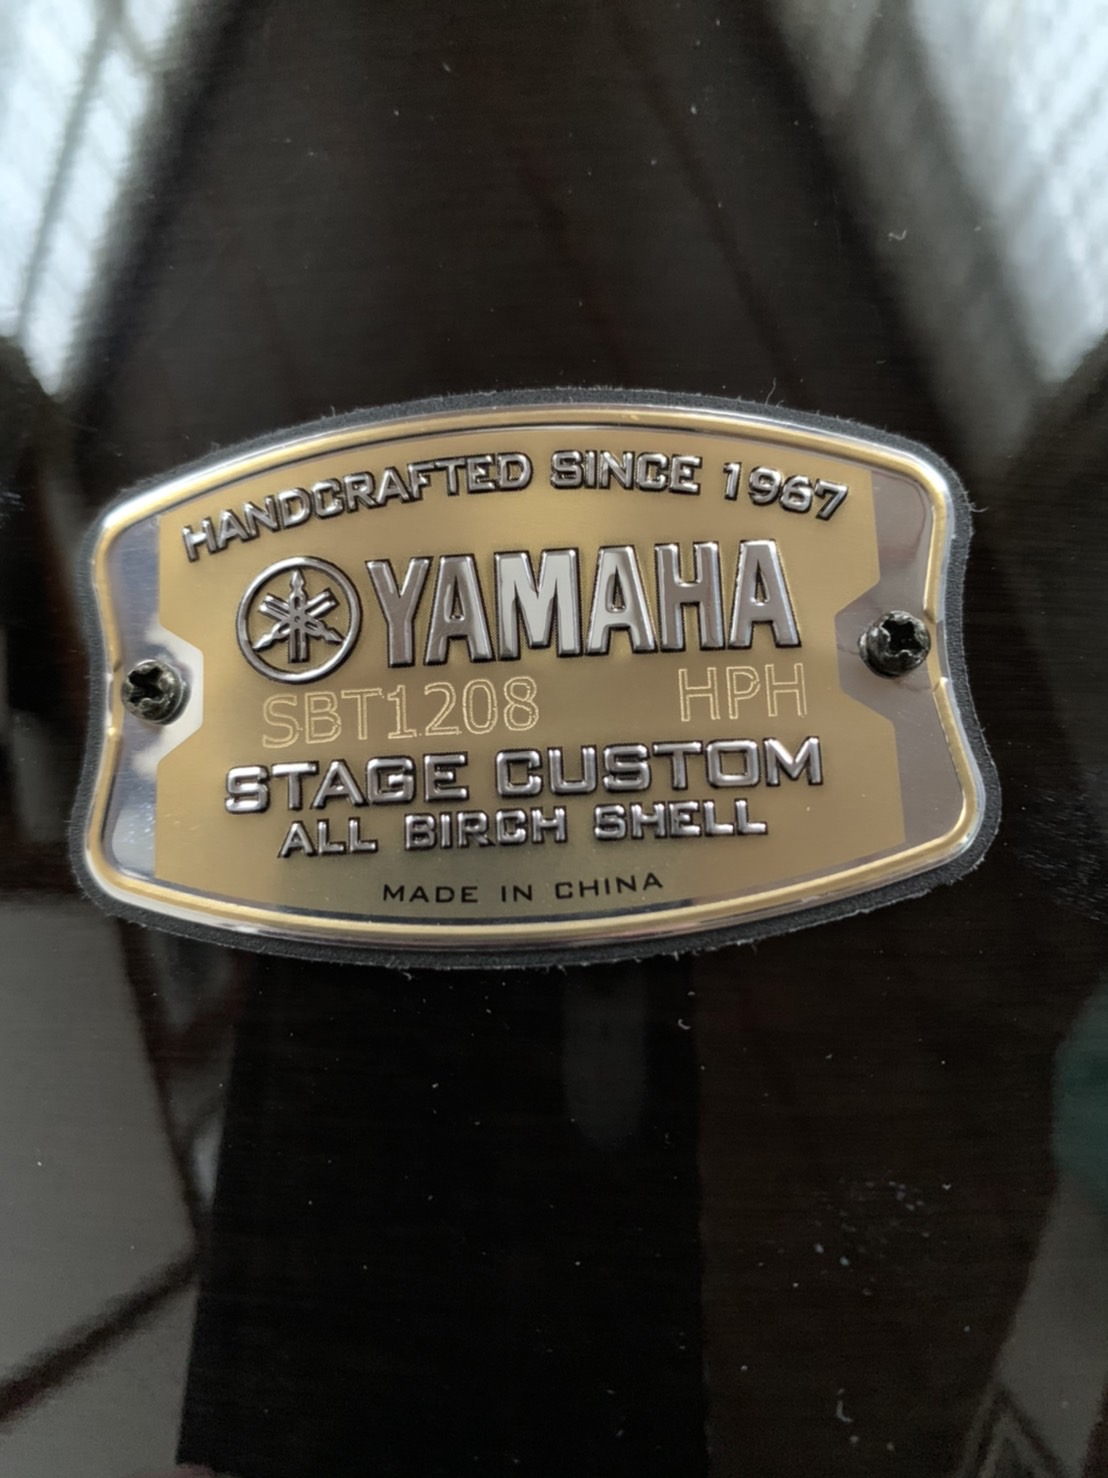 HANDCRAFTED SINCE 1967
YAMAHA
SBT1208 HPH
STAGE CUSTOM
ALL BIRCH SHELL
MADE IN CHINA